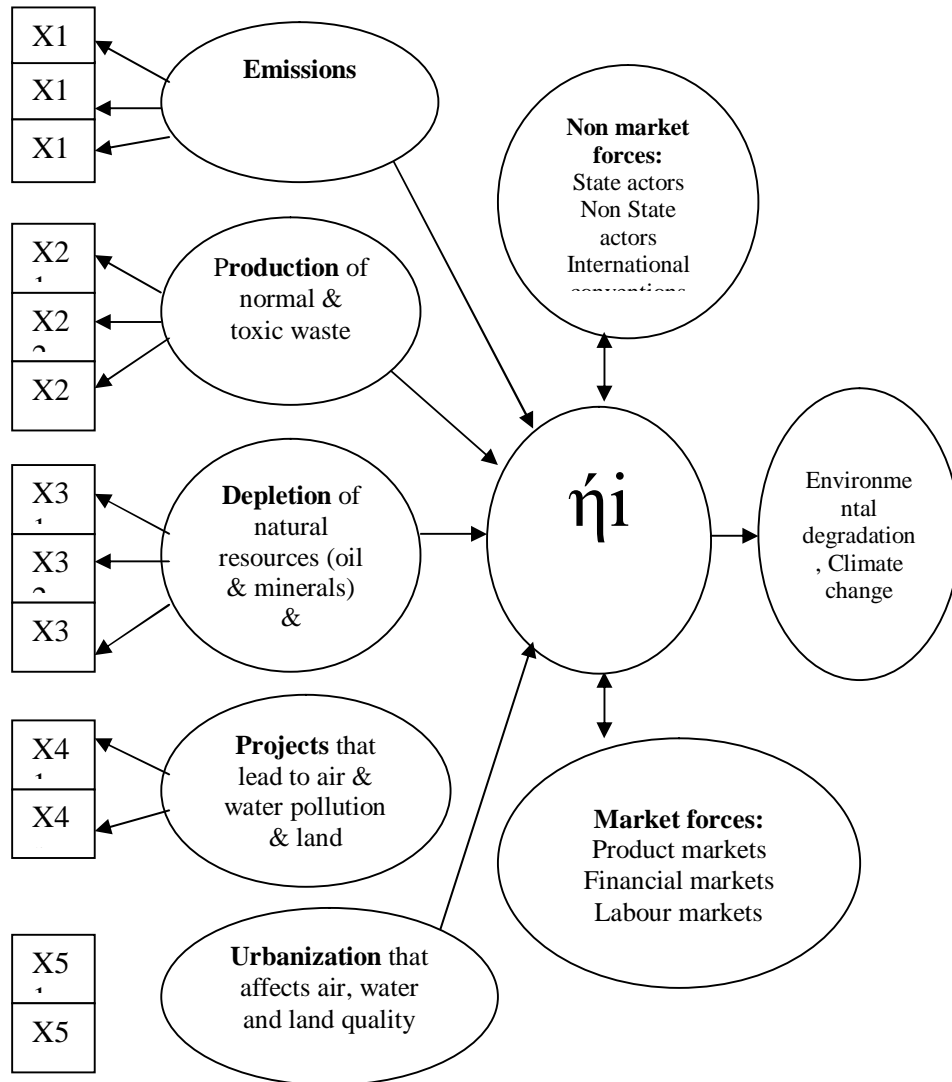 X1
X1
X1
Emissions
X2
X2
X2
Production of
normal &
toxic waste
X3
X3
X3
Depletion of
natural
resources (oil
& minerals)
&
X4
X4
Projects that
lead to air &
water pollution
& land
X5
X5
Urbanization that
affects air, water
and land quality
Non market
forces:
State actors
Non State
actors
International
conventions
ήi
Environme
ntal
degradation
, Climate
change
Market forces:
Product markets
Financial markets
Labour markets